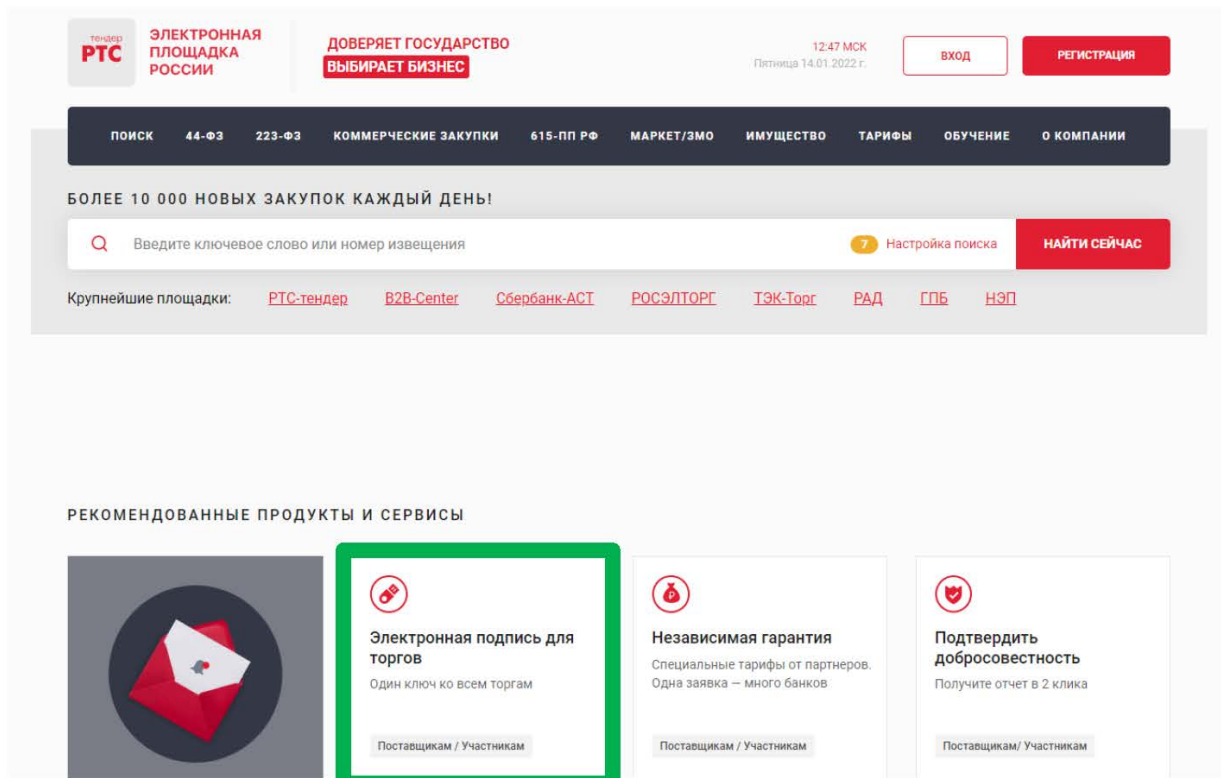 тендер
РТС
ЭЛЕКТРОННАЯ
ПЛОЩАДКА
РОССИИ
ДОВЕРЯЕТ ГОСУДАРСТВО
ВЫБИРАЕТ БИЗНЕС
12:47 МСК
Пятница 14.01.2022 г.
ВХОД
РЕГИСТРАЦИЯ
ПОИСК 44-ФЗ 223-ФЗ КОММЕРЧЕСКИЕ ЗАКУПКИ 615-ПП РФ МАРКЕТ/ЗМО ИМУЩЕСТВО ТАРИФЫ ОБУЧЕНИЕ О КОМПАНИИ
БОЛЕЕ 10 000 НОВЫХ ЗАКУПОК КАЖДЫЙ ДЕНЬ!
Введите ключевое слово или номер извещения 7 Настройка поиска НАЙТИ СЕЙЧАС
Крупнейшие площадки: РТС-тендер B2B-Center Сбербанк-АСТ РОСЭЛТОРГ ТЭК-Торг РАД ГПБ НЭП
РЕКОМЕНДОВАННЫЕ ПРОДУКТЫ И СЕРВИСЫ
Электронная подпись для
торгов
Один ключ ко всем торгам
Поставщикам / Участникам
Независимая гарантия
Специальные тарифы от партнеров.
Одна заявка — много банков
Поставщикам / Участникам
Подтвердить
добросовестность
Получите отчет в 2 клика
Поставщикам/ Участникам